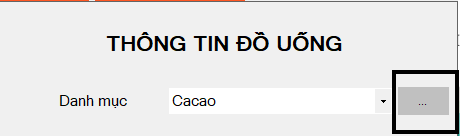 THÔNG TIN ĐỒ UỐNG
Danh mục Cacao ...